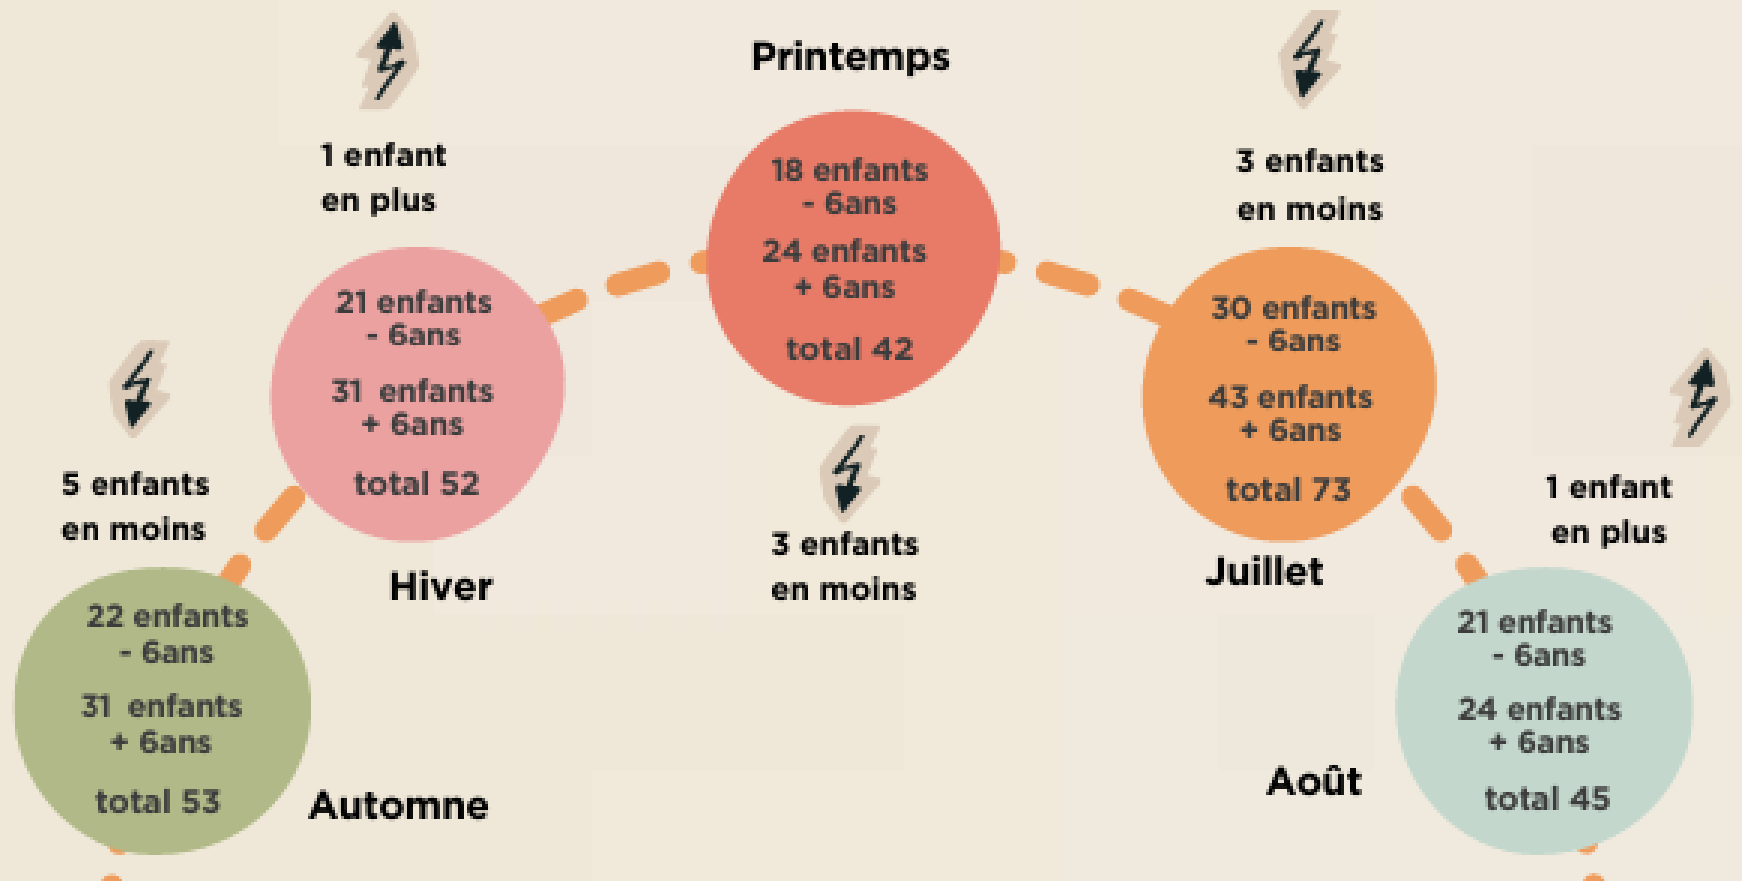 Printemps
18 enfants
- 6ans
24 enfants
+ 6ans
total 42
3 enfants
en moins
1 enfant
en plus
21 enfants
- 6ans
31 enfants
+ 6ans
total 52
Hiver
5 enfants
en moins
22 enfants
- 6ans
31 enfants
+ 6ans
total 53
Automne
3 enfants
en moins
30 enfants
- 6ans
43 enfants
+ 6ans
total 73
Juillet
1 enfant
en plus
21 enfants
- 6ans
24 enfants
+ 6ans
total 45
Août